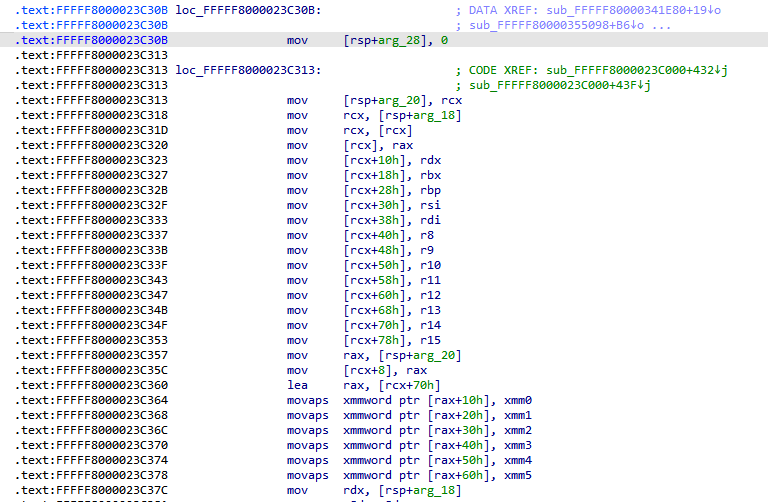 .text:FFFFF8000023C30B loc_FFFFF8000023C30B: ; DATA XREF: sub_FFFFF80000341E80+19↓o
.text:FFFFF8000023C30B ; sub_FFFFF80000355098+B6↓o ...
.text:FFFFF8000023C30B mov [rsp+arg_28], 0
.text:FFFFF8000023C313
.text:FFFFF8000023C313 loc_FFFFF8000023C313: ; CODE XREF: sub_FFFFF8000023C000+432↓j
.text:FFFFF8000023C313 ; sub_FFFFF8000023C000+43F↓j
.text:FFFFF8000023C313 mov [rsp+arg_20], rcx
.text:FFFFF8000023C318 mov rcx, [rsp+arg_18]
.text:FFFFF8000023C31D mov rcx, [rcx]
.text:FFFFF8000023C320 mov [rcx], rax
.text:FFFFF8000023C323 mov [rcx+10h], rdx
.text:FFFFF8000023C327 mov [rcx+18h], rbx
.text:FFFFF8000023C32B mov [rcx+28h], rbp
.text:FFFFF8000023C32F mov [rcx+30h], rsi
.text:FFFFF8000023C333 mov [rcx+38h], rdi
.text:FFFFF8000023C337 mov [rcx+40h], r8
.text:FFFFF8000023C33B mov [rcx+48h], r9
.text:FFFFF8000023C33F mov [rcx+50h], r10
.text:FFFFF8000023C343 mov [rcx+58h], r11
.text:FFFFF8000023C347 mov [rcx+60h], r12
.text:FFFFF8000023C34B mov [rcx+68h], r13
.text:FFFFF8000023C34F mov [rcx+70h], r14
.text:FFFFF8000023C353 mov [rcx+78h], r15
.text:FFFFF8000023C357 mov rax, [rsp+arg_20]
.text:FFFFF8000023C35C mov [rcx+8], rax
.text:FFFFF8000023C360 lea rax, [rcx+70h]
.text:FFFFF8000023C364 movaps xmmword ptr [rax+10h], xmm0
.text:FFFFF8000023C368 movaps xmmword ptr [rax+20h], xmm1
.text:FFFFF8000023C36C movaps xmmword ptr [rax+30h], xmm2
.text:FFFFF8000023C370 movaps xmmword ptr [rax+40h], xmm3
.text:FFFFF8000023C374 movaps xmmword ptr [rax+50h], xmm4
.text:FFFFF8000023C378 movaps xmmword ptr [rax+60h], xmm5
.text:FFFFF8000023C37C mov rdx, [rsp+arg_18]